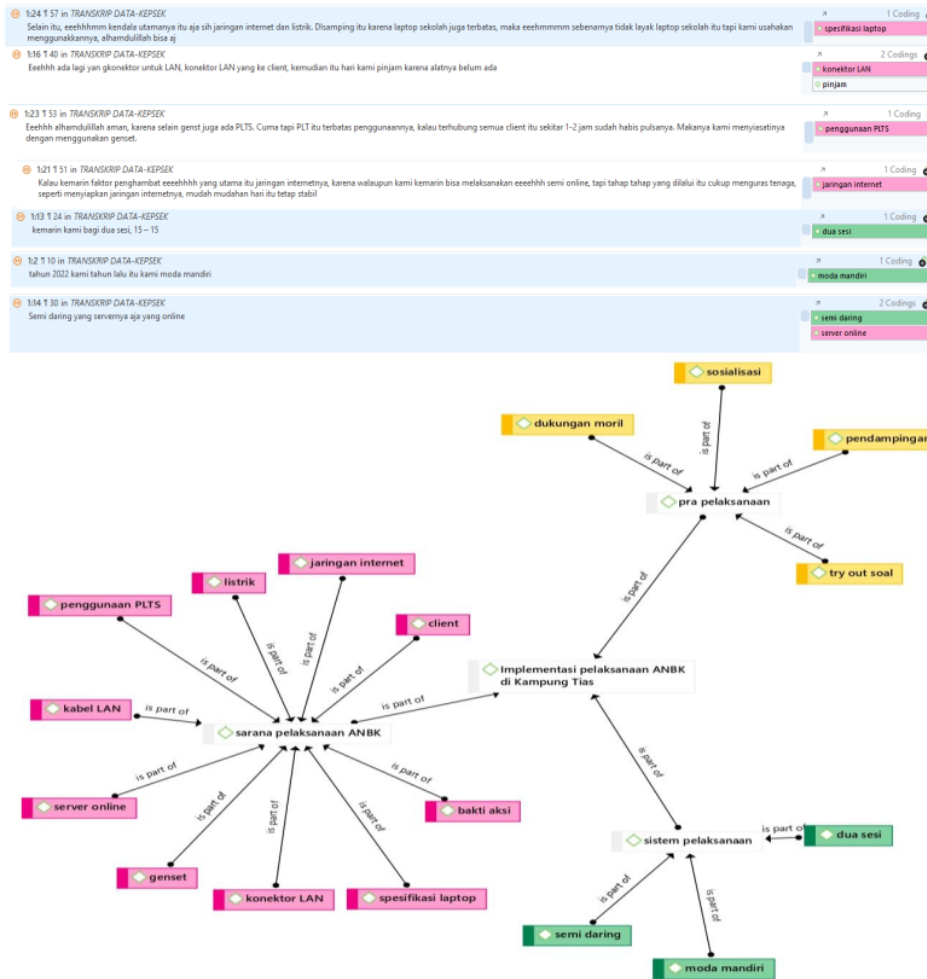 1:24 ¶ 57 in TRANSKRIP DATA-KEPSEK
1 Coding
Selain itu, eeehhhmm kendala utamanya itu aja sih jaringan internet dan listrik. DIsamping itu karena laptop sekolah juga terbatas, maka eeehmmmm sebenarnya tidak layak laptop sekolah itu tapi kami usahakan
menggunakkannya, alhamdulillah bisa aj
spesifikasi laptop
1:16 ¶ 40 in TRANSKRIP DATA-KEPSEK
2 Codings
Eeehhh ada lagi yan gkonektor untuk LAN, konektor LAN yang ke client, kemudian itu hari kami pinjam karena alatnya belum ada
konektor LAN
pinjam
1:23 ¶ 53 in TRANSKRIP DATA-KEPSEK
1 Coding
Eeehhh alhamdulillah aman, karena selain genst juga ada PLTS. Cuma tapi PLT itu terbatas penggunaannya, kalau terhubung semua client itu sekitar 1-2 jam sudah habis pulsanya. Makanya kami menyiasatinya
dengan menggunakan genset.
penggunaan PLTS
1:21 ¶ 51 in TRANSKRIP DATA-KEPSEK
1 Coding
Kalau kemarin faktor penghambat eeeehhhh yang utama itu jaringan internetnya, karena walaupun kami kemarin bisa melaksanakan eeeehhh semi online, tapi tahap tahap yang dilalui itu cukup menguras tenaga,
seperti menyiapkan jaringan internetnya, mudah mudahan hari itu tetap stabil
jaringan internet
1:13 ¶ 24 in TRANSKRIP DATA-KEPSEK
1 Coding
kemarin kami bagi dua sesi, 15 – 15
dua sesi
1:2 ¶ 10 in TRANSKRIP DATA-KEPSEK
1 Coding
tahun 2022 kami tahun lalu itu kami moda mandiri
moda mandiri
1:14 ¶ 30 in TRANSKRIP DATA-KEPSEK
2 Codings
Semi daring yang servernya aja yang online
semi daring
server online
sosialisasi
dukungan moril
is part of
pendampingan
is part of
is part of
pra pelaksanaan
is part of
try out soal
jaringan internet
listrik
is part of
penggunaan PLTS
client
is part of
is part of
is part of
is part of
Implementasi pelaksanaan ANBK
di Kampung Tias
is part of
kabel LAN
is part of
sarana pelaksanaan ANBK
is part of
is part of
is part of
server online
is part of
is part of
is part of
bakti aksi
is part of
dua sesi
sistem pelaksanaan
genset
is part of
is part of
konektor LAN
spesifikasi laptop
semi daring
moda mandiri